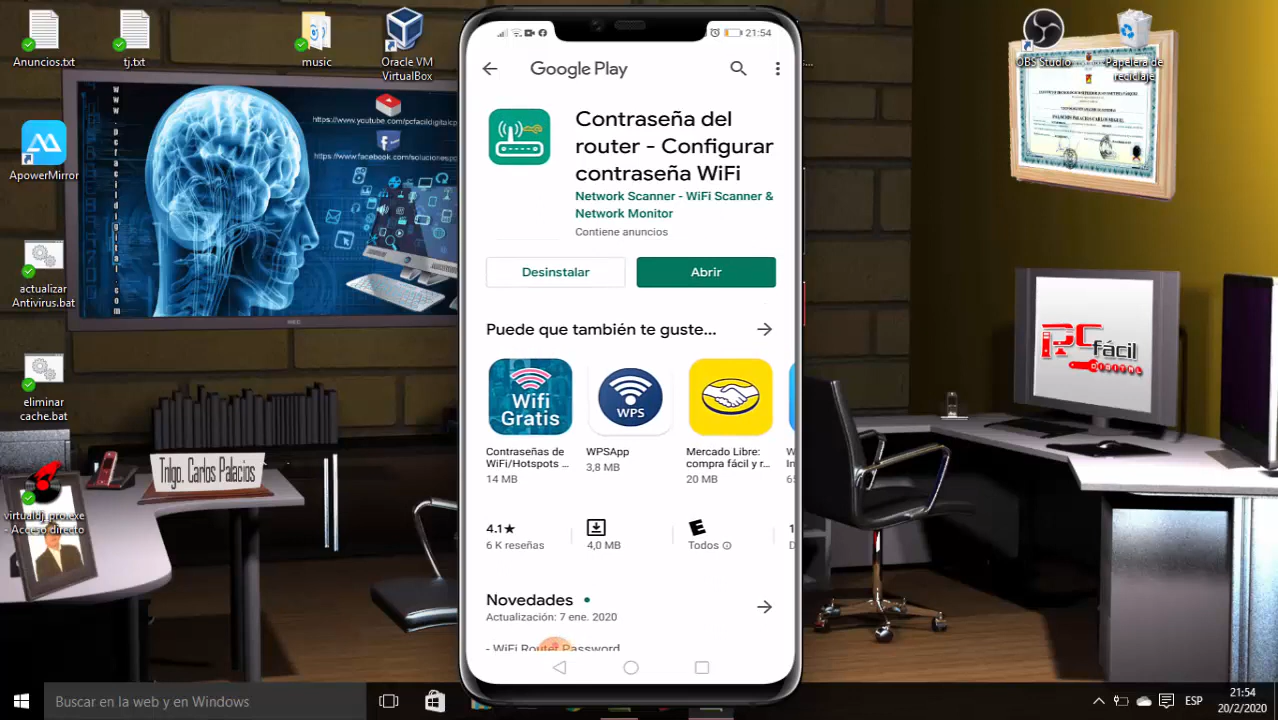 Anuncios.txt
tj.txt
music
Oracle VM
VirtualBox
ApowerMirror
actualizar
Antivirus.bat
eliminar
cache.bat
virtualdj_pro.exe
- Acceso directo
https://www.youtube.com/pcfacildigitalcp
https://www.facebook.com/solucionespc
Tnlgo. Carlos Palacios
21:54
Google Play
Contraseña del
router - Configurar
contraseña WiFi
Network Scanner - WiFi Scanner &
Network Monitor
Contiene anuncios
Desinstalar
Abrir
Puede que también te guste...
Wifi
Gratis
WPS
Contraseñas de
WiFi/Hotspots ...
14 MB
WPSApp
3,8 MB
Mercado Libre:
compra fácil y r...
20 MB
4.1★
6 K reseñas
4,0 MB
E
Todos
Novedades
Actualización: 7 ene. 2020
- WiFi Router Password
OBS Studio
Papelera de
reciclaje
PC fácil
DIGITAL
Buscar en la web y en Windows
ESP
21:54
20/2/2020